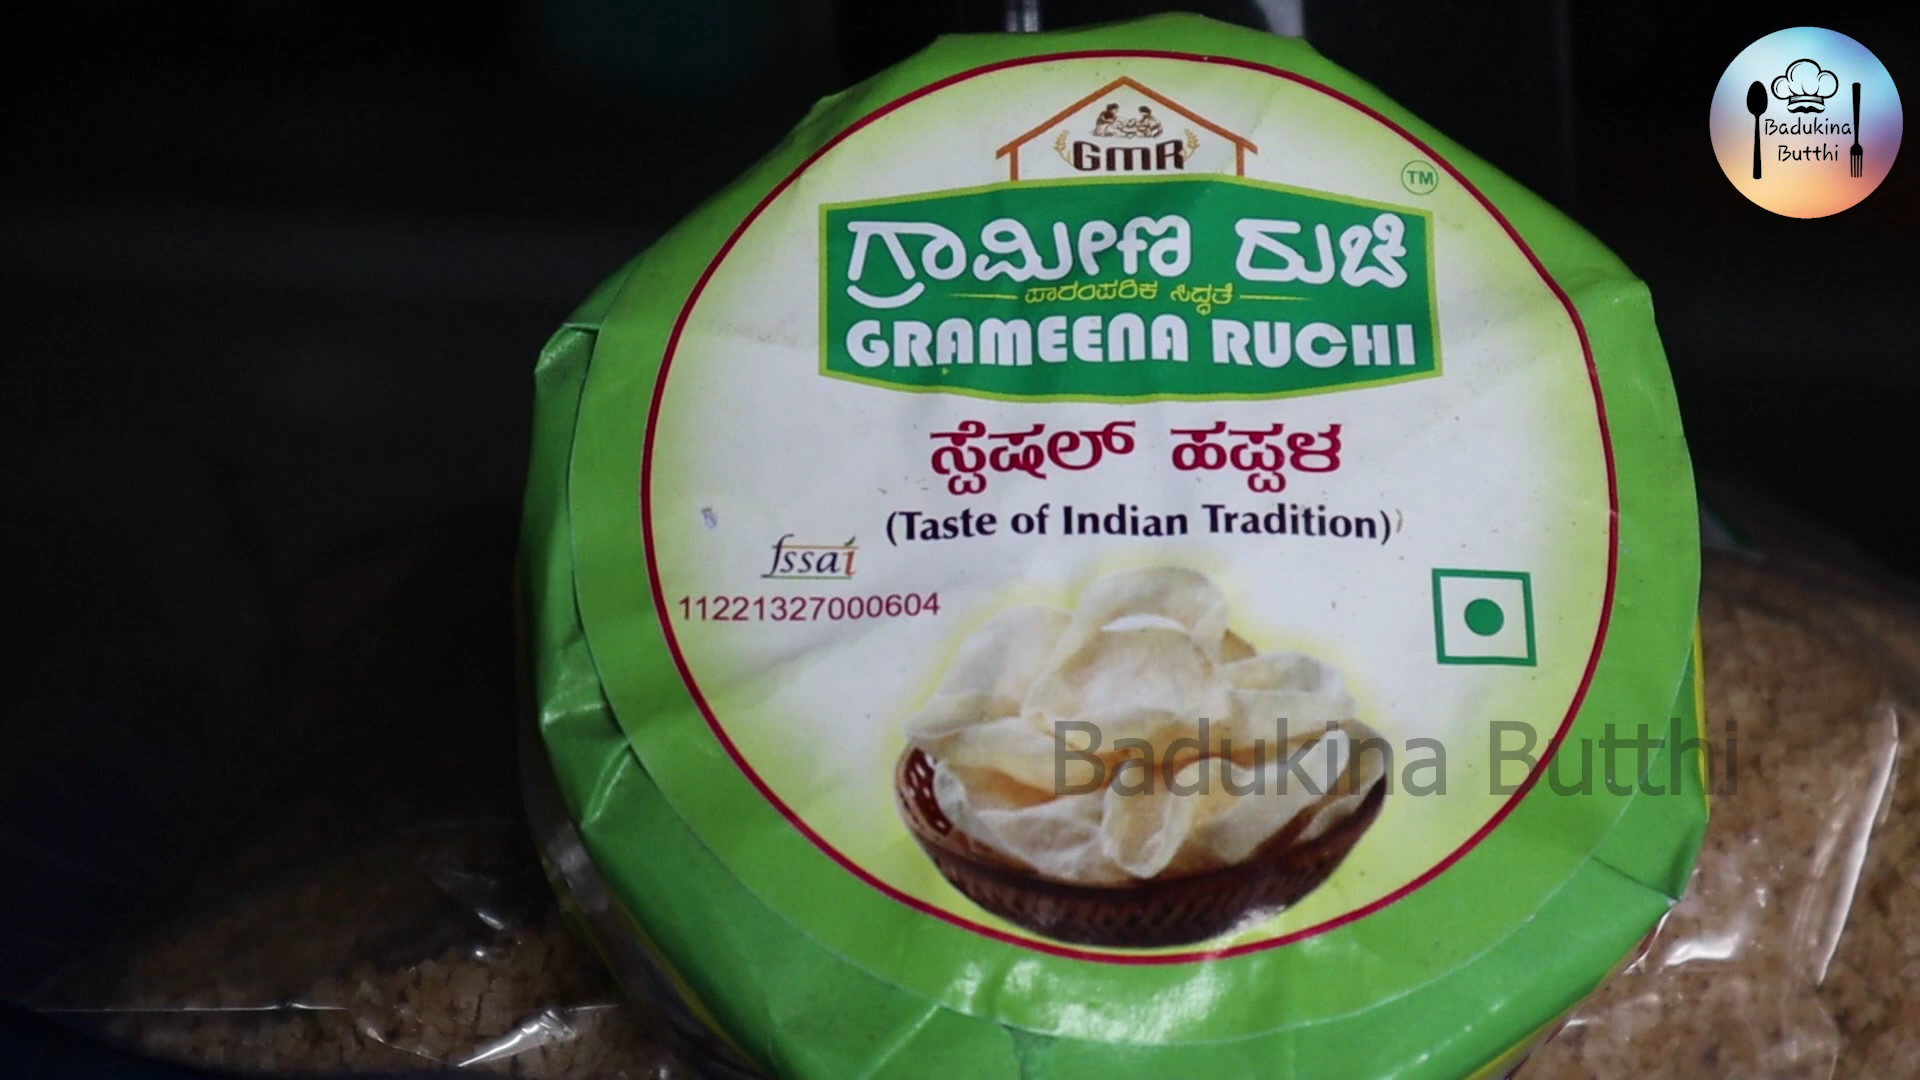 Badukina
Butthi
GMR
TM
ಗ್ರಾಮೀಣ ರುಚಿ
ಪಾರಂಪರಿಕ ಸಿದ್ಧತೆ
GRAMEENA RUCHI
ಸ್ಪೆಷಲ್ ಹಪ್ಪಳ
(Taste of Indian Tradition)
fssai
11221327000604
Badukina Butthi